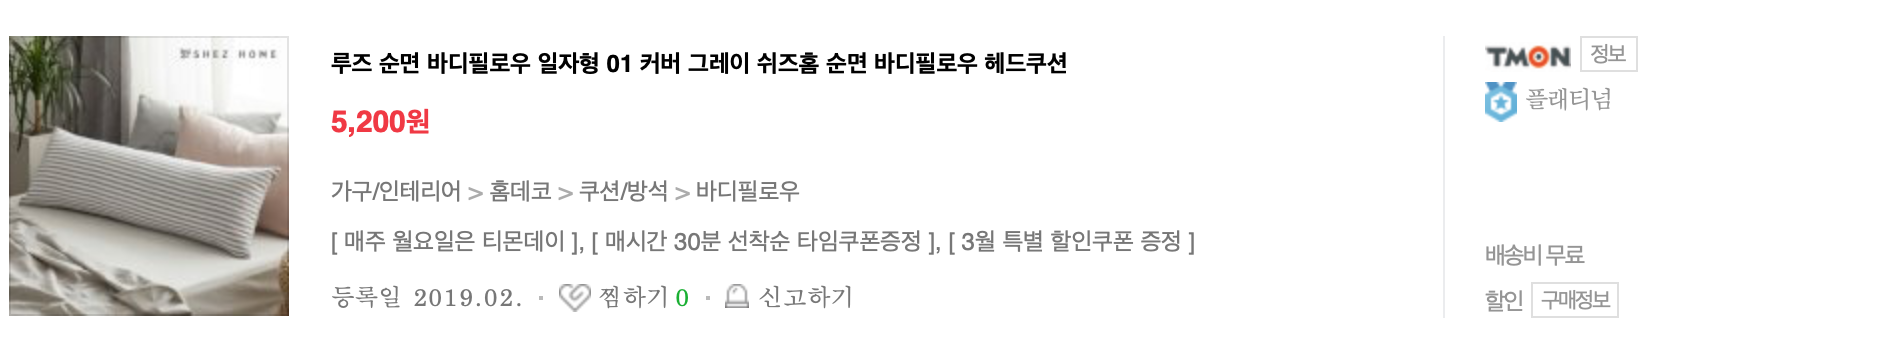 SHEZ HOME
루즈 순면 바디필로우 일자형 01 커버 그레이 쉬즈홈 순면 바디필로우 헤드쿠션
5,200원
가구/인테리어 > 홈데코 > 쿠션/방석 > 바디필로우
[ 매주 월요일은 티몬데이 ], [ 매시간 30분 선착순 타임쿠폰증정 ], [ 3월 특별 할인쿠폰 증정 ]
등록일 2019.02. · 찜하기 0 · 신고하기
TMON 정보
플래티넘
배송비 무료
할인 구매정보